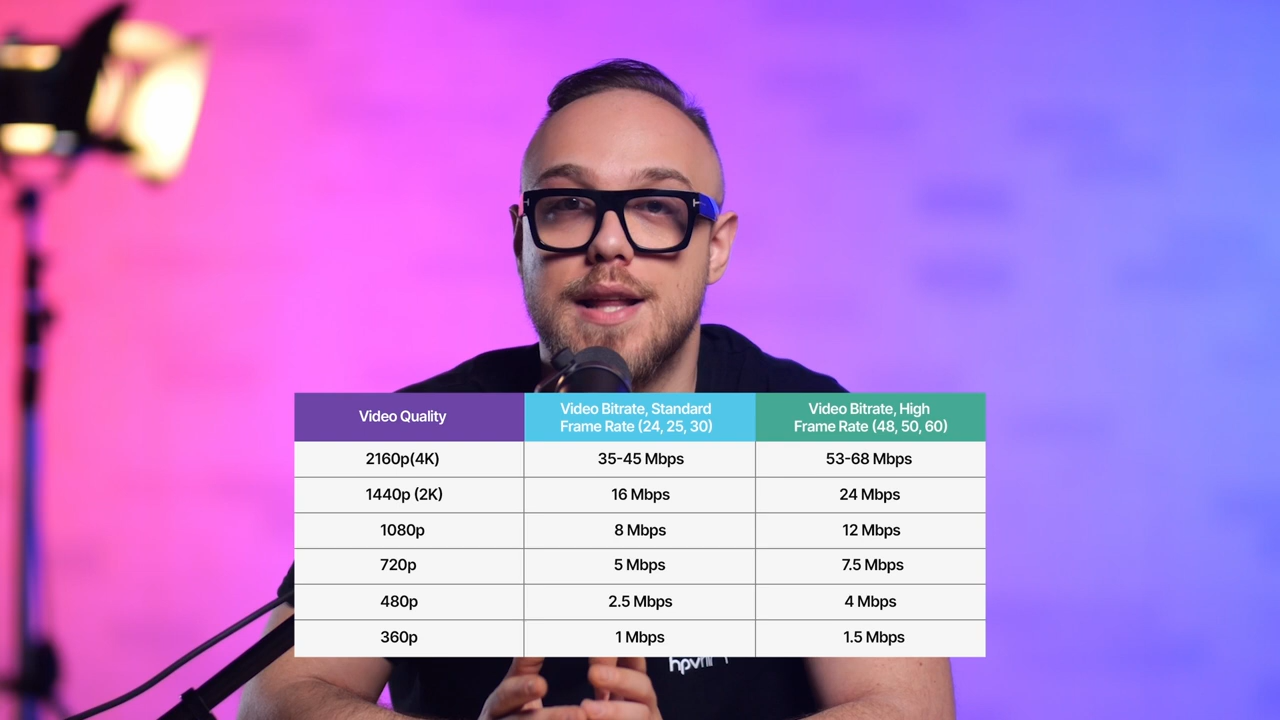 Video Quality
Video Bitrate, Standard
Frame Rate (24, 25, 30)
Video Bitrate, High
Frame Rate (48, 50, 60)
2160p(4K)
35-45 Mbps
53-68 Mbps
1440p (2K)
16 Mbps
24 Mbps
1080p
8 Mbps
12 Mbps
720p
5 Mbps
7.5 Mbps
480p
2.5 Mbps
4 Mbps
360p
1 Mbps
1.5 Mbps